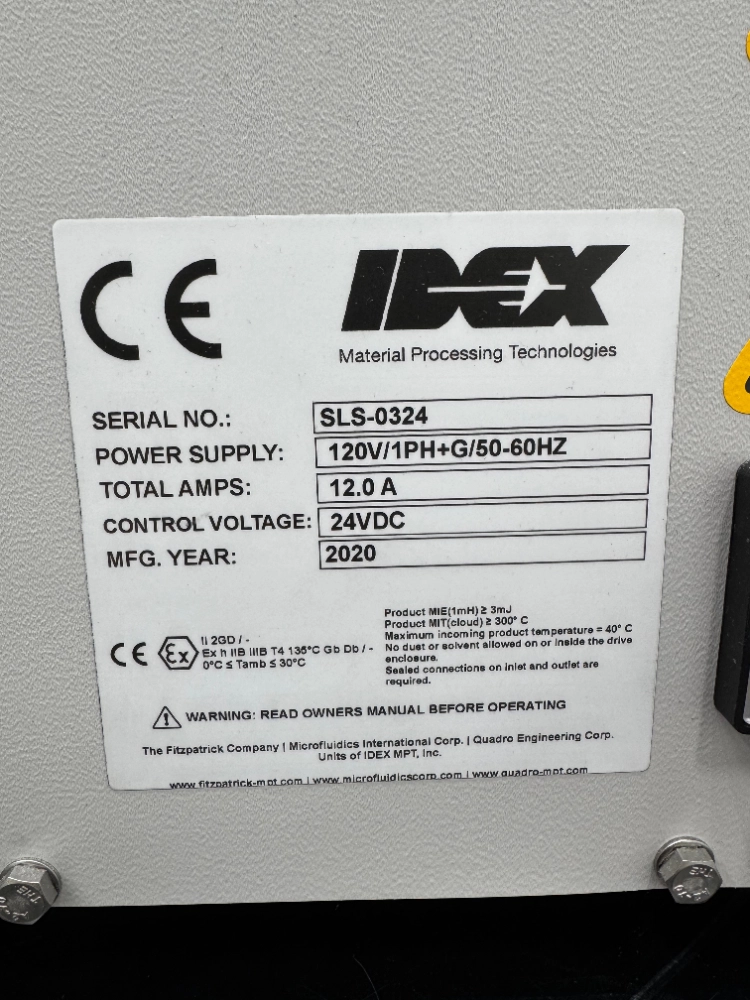 CE
IDEX
Material Processing Technologies
SERIAL NO.: SLS-0324
POWER SUPPLY: 120V/1PH+G/50-60HZ
TOTAL AMPS: 12.0 A
CONTROL VOLTAGE: 24VDC
MFG. YEAR: 2020
CE Ex
II 2GD / -
Ex h IIB IIIB T4 135°C Gb Db / -
0°C ≤ Tamb ≤ 30°C
Product MIE(1mH) ≥ 3mJ
Product MIT(cloud) ≥ 300° C
Maximum incoming product temperature = 40° C
No dust or solvent allowed on or inside the drive
enclosure.
Sealed connections on inlet and outlet are
required.
WARNING: READ OWNERS MANUAL BEFORE OPERATING
The Fitzpatrick Company | Microfluidics International Corp. | Quadro Engineering Corp.
Units of IDEX MPT, Inc.
www.fitzpatrick-mpt.com | www.microfluidicscorp.com | www.quadro-mpt.com
THE
THE